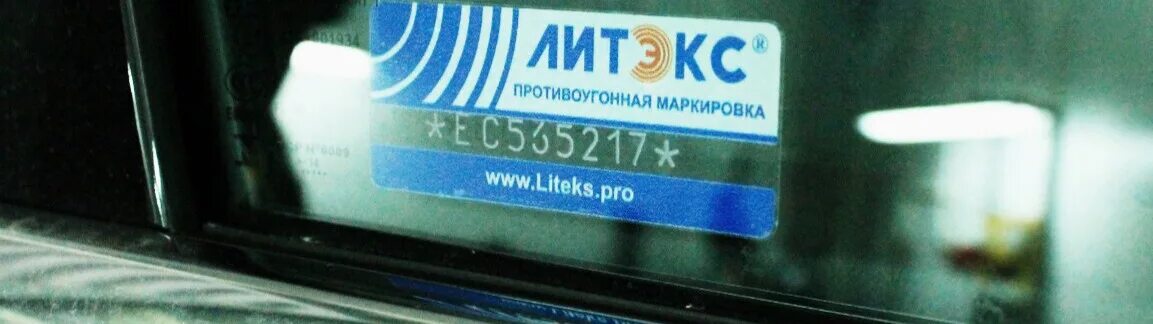 ЛИТЭКС®
ПРОТИВОУГОННАЯ МАРКИРОВКА
*EC535217*
www.Liteks.pro